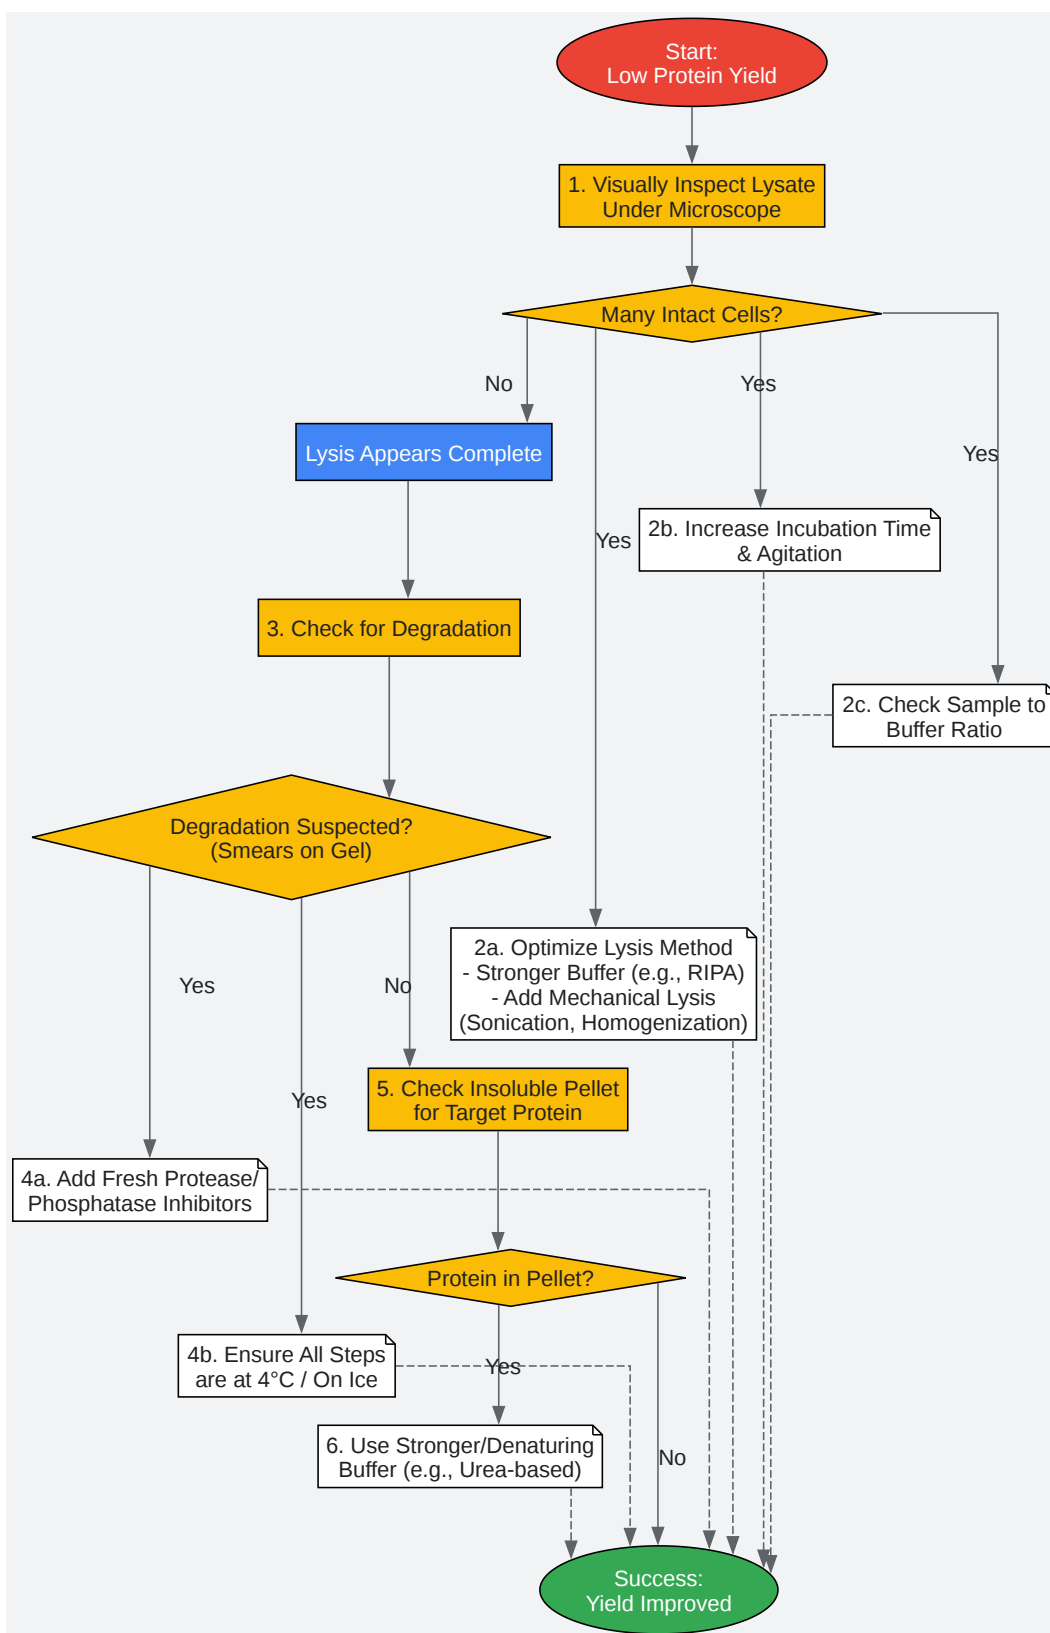 Start:
Low Protein Yield
1. Visually Inspect Lysate
Under Microscope
Many Intact Cells?
No
Yes
Lysis Appears Complete
Yes
2b. Increase Incubation Time
& Agitation
Yes
3. Check for Degradation
2c. Check Sample to
Buffer Ratio
Degradation Suspected?
(Smears on Gel)
2a. Optimize Lysis Method
- Stronger Buffer (e.g., RIPA)
- Add Mechanical Lysis
(Sonication, Homogenization)
Yes
No
Yes
5. Check Insoluble Pellet
for Target Protein
4a. Add Fresh Protease/
Phosphatase Inhibitors
Protein in Pellet?
4b. Ensure All Steps
are at 4°C / On Ice
Yes
6. Use Stronger/Denaturing
Buffer (e.g., Urea-based)
No
Success:
Yield Improved